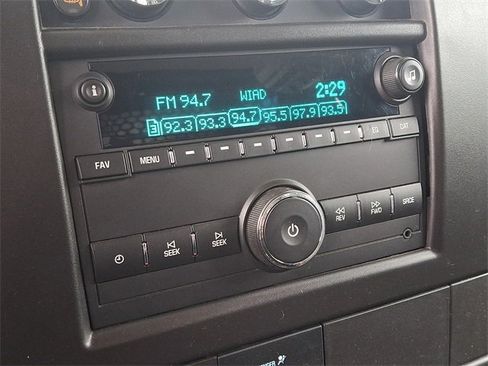 FM 94.7 WIAD 2:29
3 92.3 93.3 94.7 95.5 97.9 93.5
FAV MENU EQ CAT
SEEK SEEK REV FWD SRCE